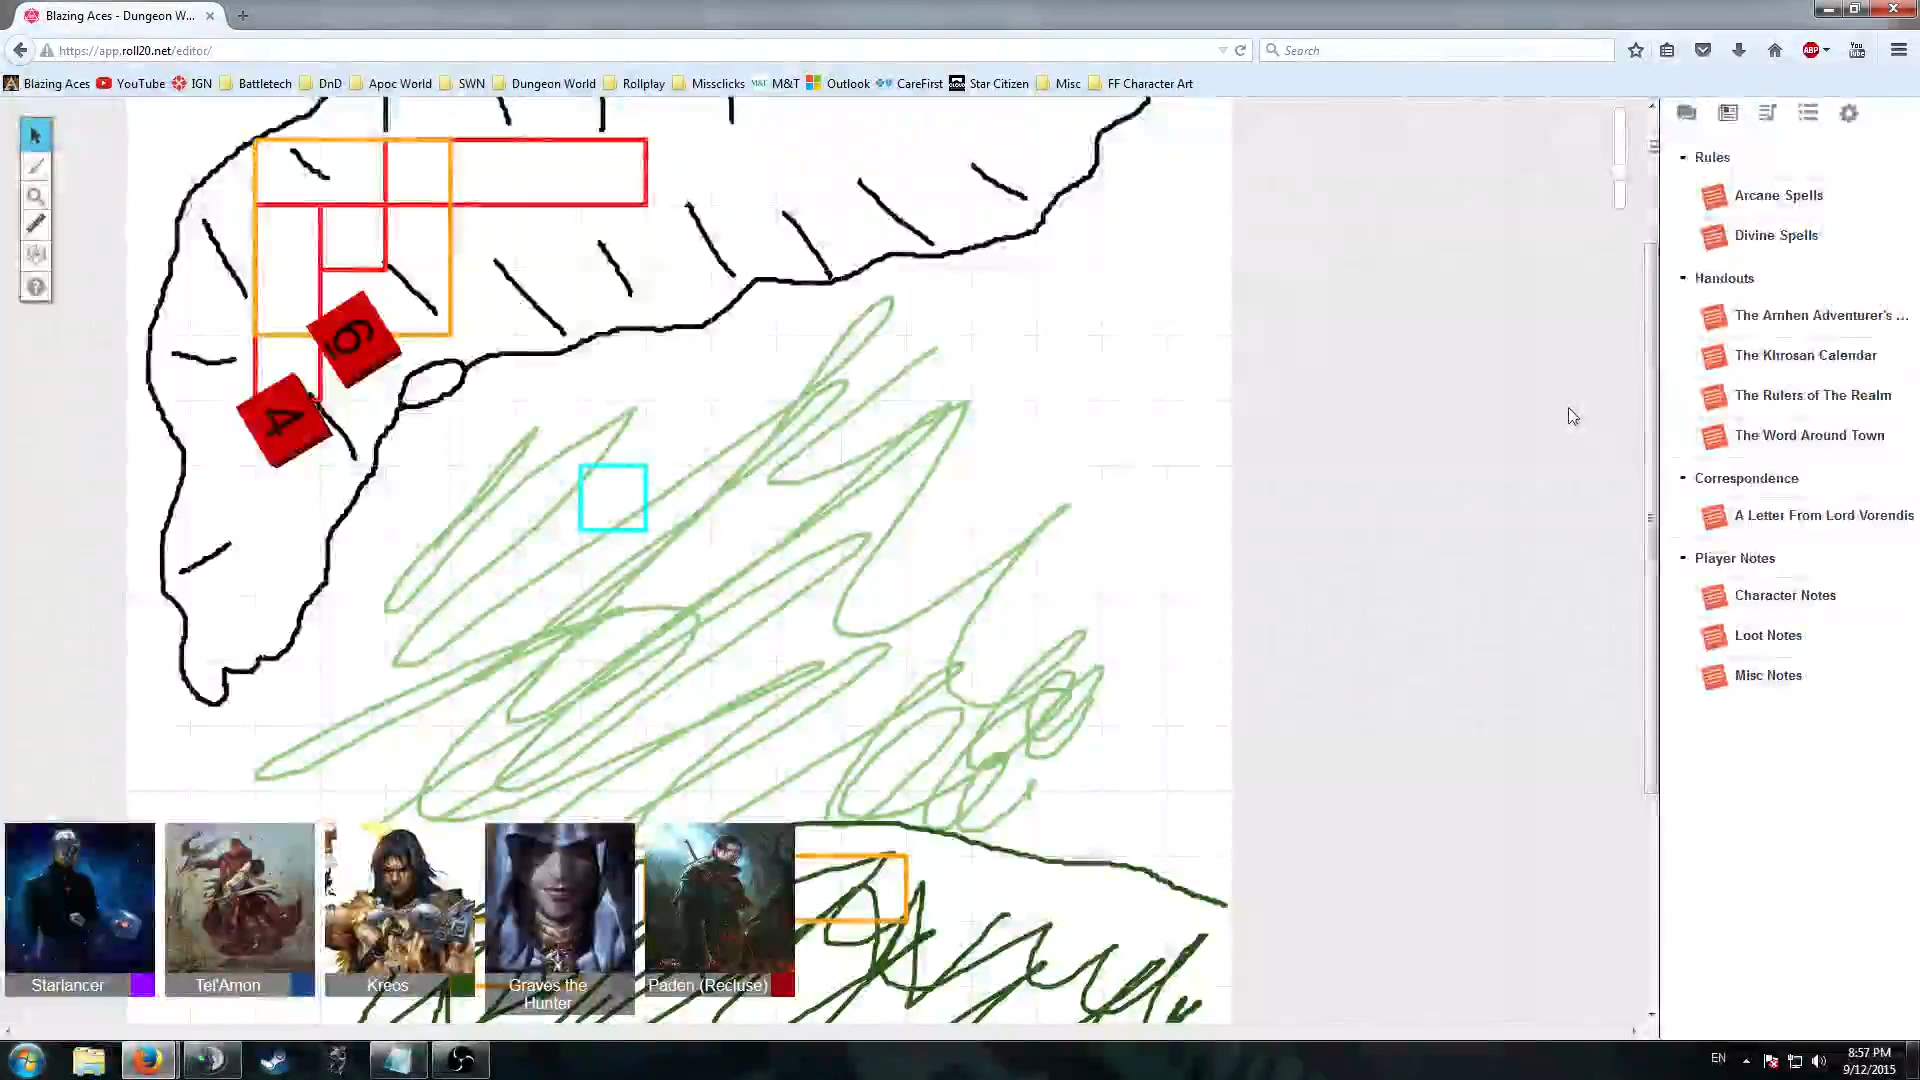 Blazing Aces - Dungeon W...
https://app.roll20.net/editor/
Search
ABP
You
Tube
Blazing Aces
YouTube
IGN
Battletech
DnD
Apoc World
SWN
Dungeon World
Rollplay
Missclicks
M&T
M&T
Outlook
CareFirst
Star Citizen
Misc
FF Character Art
Rules
Arcane Spells
Divine Spells
Handouts
The Arnhen Adventurer's ...
The Khrosan Calendar
The Rulers of The Realm
The Word Around Town
Correspondence
A Letter From Lord Vorendis
Player Notes
Character Notes
Loot Notes
Misc Notes
6
4
Starlancer
Tel'Amon
Kreos
Graves the
Hunter
Paden (Recluse)
EN
8:57 PM
9/12/2015